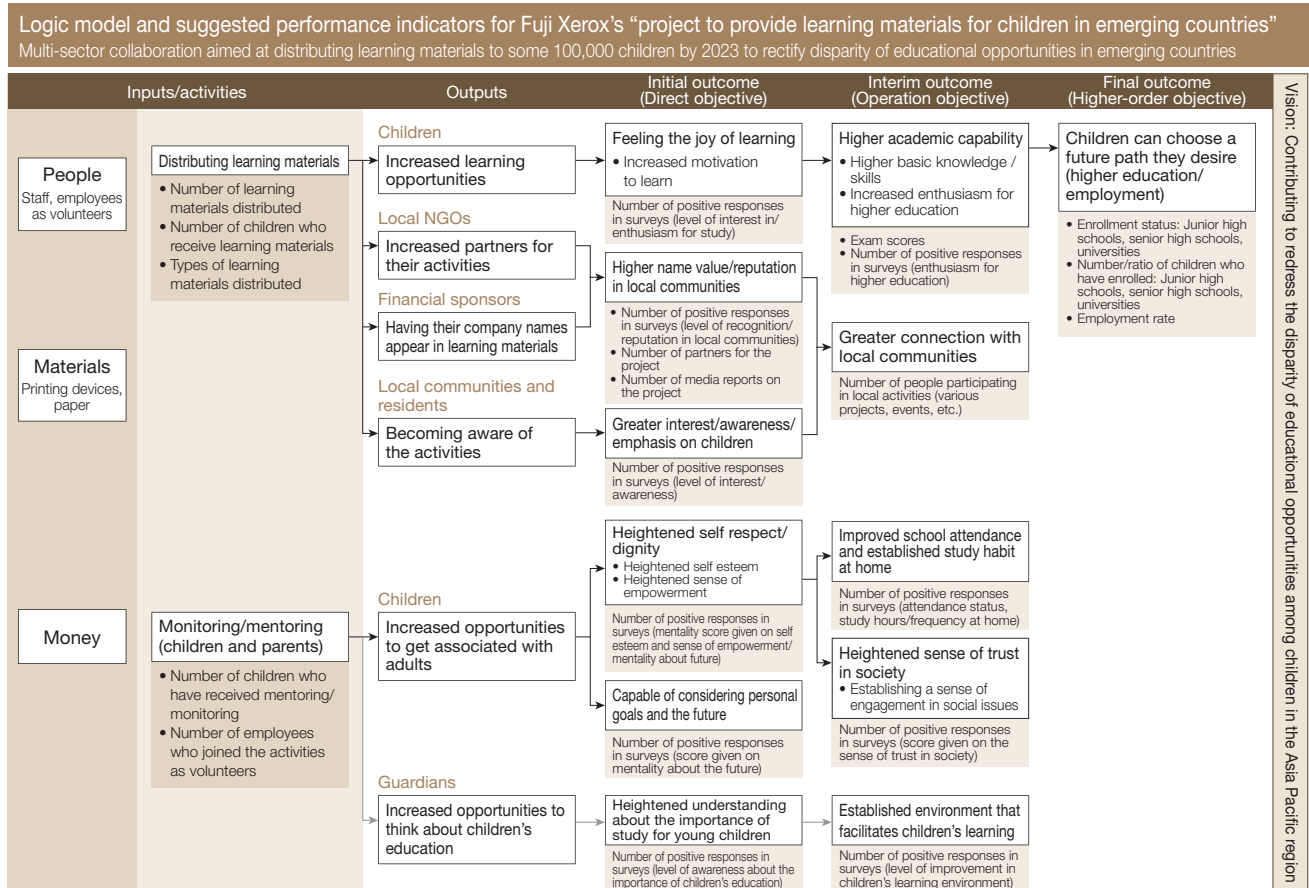 Logic model and suggested performance indicators for Fuji Xerox's “project to provide learning materials for children in emerging countries”
Multi-sector collaboration aimed at distributing learning materials to some 100,000 children by 2023 to rectify disparity of educational opportunities in emerging countries
Inputs/activities
Outputs
Initial outcome
(Direct objective)
Interim outcome
(Operation objective)
Final outcome
(Higher-order objective)
People
Staff, employees
as volunteers
Materials
Printing devices,
paper
Money
Distributing learning materials
• Number of learning
materials distributed
• Number of children who
receive learning materials
• Types of learning
materials distributed
Monitoring/mentoring
(children and parents)
• Number of children who
have received mentoring/
monitoring
• Number of employees
who joined the activities
as volunteers
Children
Increased learning
opportunities
Local NGOs
Increased partners for
their activities
Financial sponsors
Having their company names
appear in learning materials
Local communities and
residents
Becoming aware of
the activities
Children
Increased opportunities
to get associated with
adults
Guardians
Increased opportunities to
think about children's
education
Feeling the joy of learning
• Increased motivation
to learn
Number of positive responses
in surveys (level of interest in/
enthusiasm for study)
Higher name value/reputation
in local communities
• Number of positive responses
in surveys (level of recognition/
reputation in local communities)
• Number of partners for the
project
• Number of media reports on
the project
Greater interest/awareness/
emphasis on children
Number of positive responses
in surveys (level of interest/
awareness)
Heightened self respect/
dignity
• Heightened self esteem
• Heightened sense of
empowerment
Number of positive responses in
surveys (mentality score given on self
esteem and sense of empowerment/
mentality about future)
Capable of considering personal
goals and the future
Number of positive responses
in surveys (score given on
mentality about the future)
Heightened understanding
about the importance of
study for young children
Number of positive responses in
surveys (level of awareness about the
importance of children's education)
Higher academic capability
• Higher basic knowledge /
skills
• Increased enthusiasm for
higher education
• Exam scores
• Number of positive responses
in surveys (enthusiasm for
higher education)
Greater connection with
local communities
Number of people participating
in local activities (various
projects, events, etc.)
Improved school attendance
and established study habit
at home
Number of positive responses
in surveys (attendance status,
study hours/frequency at home)
Heightened sense of trust
in society
• Establishing a sense of
engagement in social issues
Number of positive responses
in surveys (score given on the
sense of trust in society)
Established environment that
facilitates children's learning
Number of positive responses in
surveys (level of improvement in
children's learning environment)
Children can choose a
future path they desire
(higher education/
employment)
• Enrollment status: Junior high
schools, senior high schools,
universities
• Number/ratio of children who
have enrolled: Junior high
schools, senior high schools,
universities
• Employment rate
Vision: Contributing to redress the disparity of educational opportunities among children in the Asia Pacific region